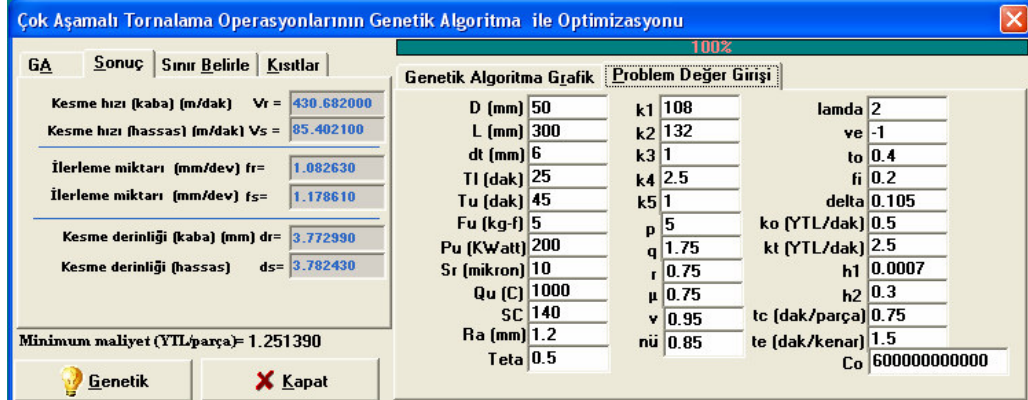 Çok Aşamalı Tornalama Operasyonlarının Genetik Algoritma ile Optimizasyonu
100%
GA Sonuç Sınır Belirle Kısıtlar
Kesme hızı (kaba) (m/dak) Vr = 430.682000
Kesme hızı (hassas) (m/dak) Vs = 85.402100
İlerleme miktarı (mm/dev) fr= 1.082630
İlerleme miktarı (mm/dev) fs= 1.178610
Kesme derinliği (kaba) (mm) dr= 3.772990
Kesme derinliği (hassas) ds= 3.782430
Minimum maliyet (YTL/parça)= 1.251390
Genetik Kapat
Genetik Algoritma Grafik Problem Değer Girişi
D (mm) 50
L (mm) 300
dt (mm) 6
Tl (dak) 25
Tu (dak) 45
Fu (kg-f) 5
Pu (KWatt) 200
Sr (mikron) 10
Qu (C) 1000
SC 140
Ra (mm) 1.2
Teta 0.5
k1 108
k2 132
k3 1
k4 2.5
k5 1
p 5
q 1.75
r 0.75
µ 0.75
v 0.95
nü 0.85
lamda 2
ve -1
to 0.4
fi 0.2
delta 0.105
ko (YTL/dak) 0.5
kt (YTL/dak) 2.5
h1 0.0007
h2 0.3
tc (dak/parça) 0.75
te (dak/kenar) 1.5
Co 600000000000